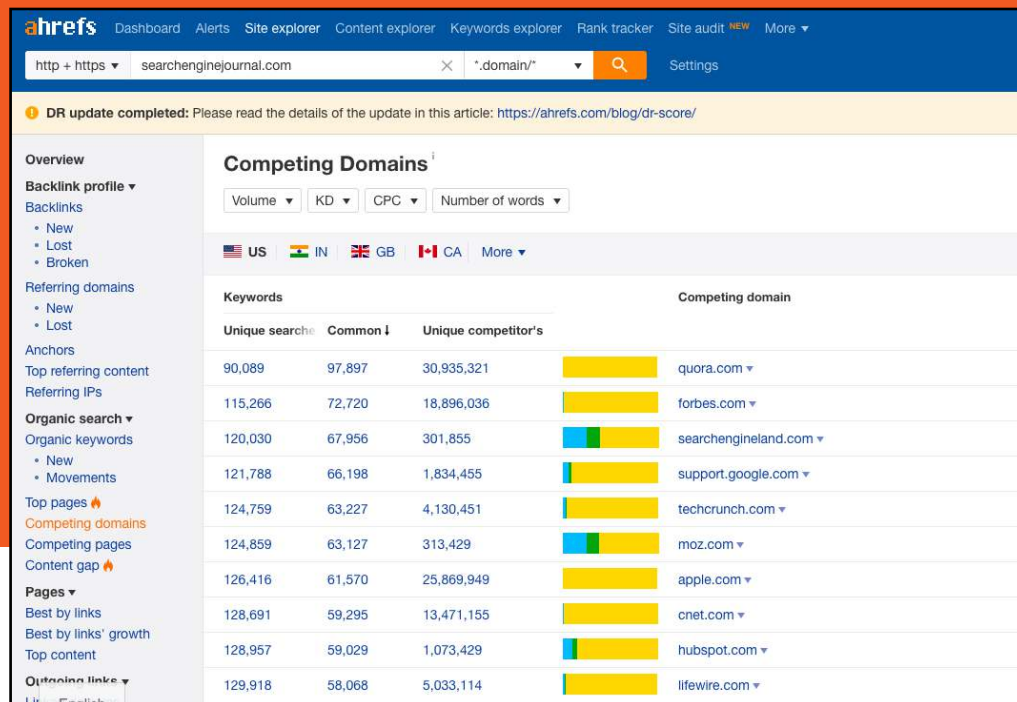 ahrefs Dashboard Alerts Site explorer Content explorer Keywords explorer Rank tracker Site audit NEW More
http + https searchenginejournal.com *.domain/* Settings
DR update completed: Please read the details of the update in this article: https://ahrefs.com/blog/dr-score/
Overview
Backlink profile
Backlinks
New
Lost
Broken
Referring domains
New
Lost
Anchors
Top referring content
Referring IPs
Organic search
Organic keywords
New
Movements
Top pages
Competing domains
Competing pages
Content gap
Pages
Best by links
Best by links' growth
Top content
Outgoing links
English
Competing Domains i
Volume KD CPC Number of words
US IN GB CA More
Keywords Competing domain
Unique searche Common Unique competitor's
90,089 97,897 30,935,321 quora.com
115,266 72,720 18,896,036 forbes.com
120,030 67,956 301,855 searchengineland.com
121,788 66,198 1,834,455 support.google.com
124,759 63,227 4,130,451 techcrunch.com
124,859 63,127 313,429 moz.com
126,416 61,570 25,869,949 apple.com
128,691 59,295 13,471,155 cnet.com
128,957 59,029 1,073,429 hubspot.com
129,918 58,068 5,033,114 lifewire.com